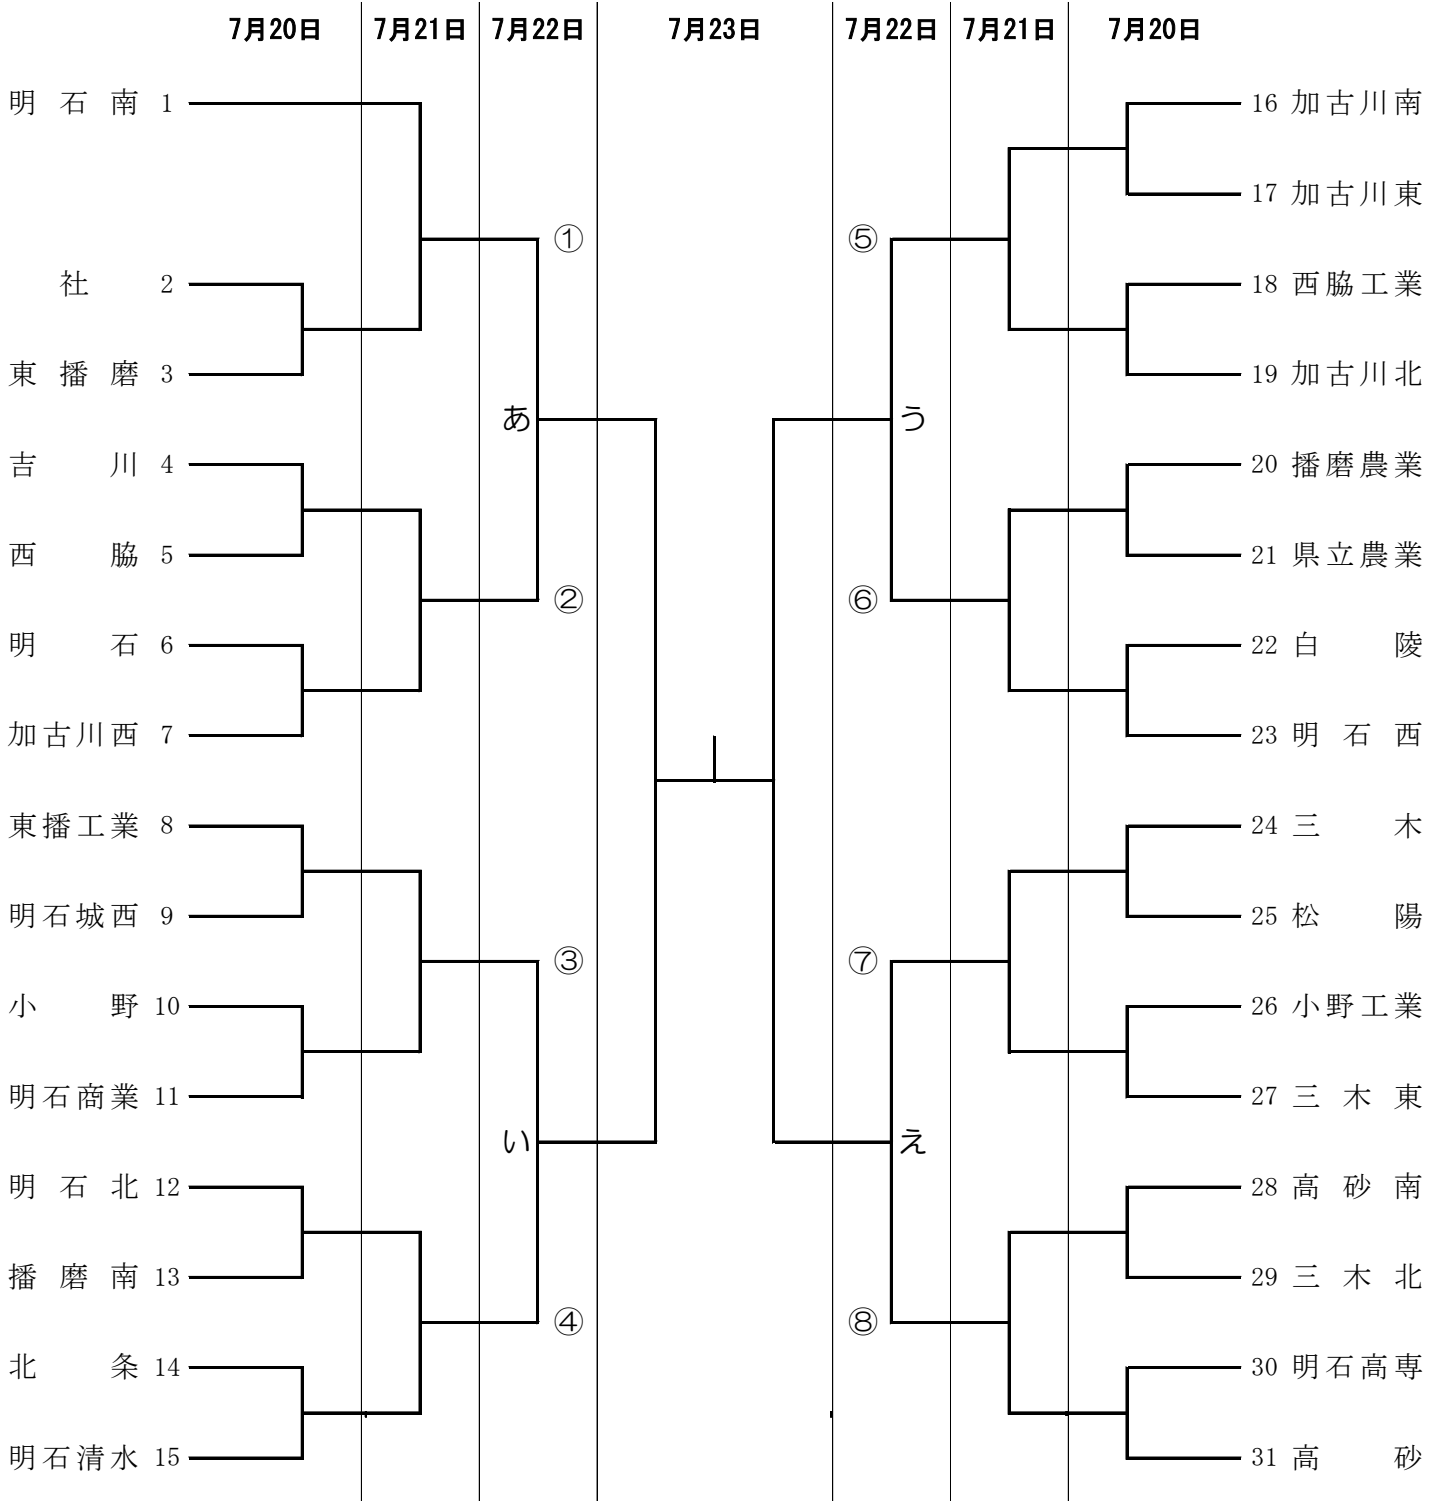 7月20日 7月21日 7月22日 7月23日 7月22日 7月21日 7月20日
明石南 1
16 加古川南
17 加古川東
① ⑤
社 2
18 西脇工業
東播磨 3
19 加古川北
あ う
吉川 4
20 播磨農業
西脇 5
21 県立農業
② ⑥
明石 6
22 白陵
加古川西 7
23 明石西
東播工業 8
24 三木
明石城西 9
25 松陽
③ ⑦
小野 10
26 小野工業
明石商業 11
27 三木東
い え
明石北 12
28 高砂南
播磨南 13
29 三木北
④ ⑧
北条 14
30 明石高専
明石清水 15
31 高砂